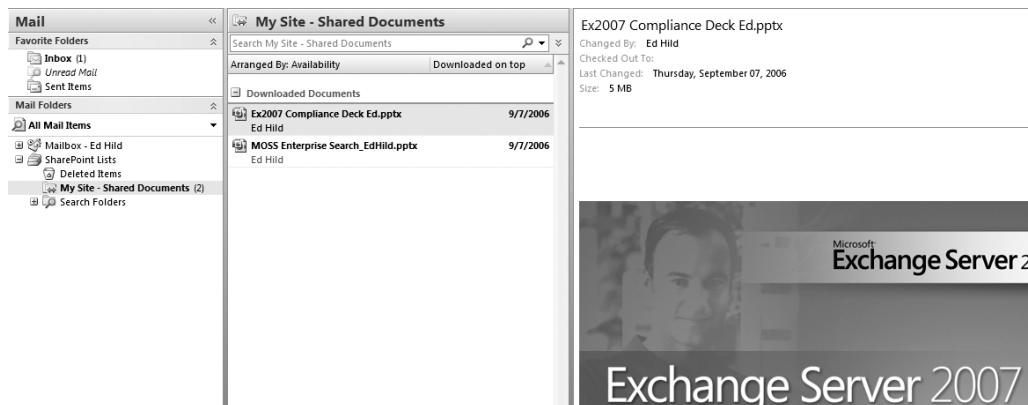 Mail «
Favorite Folders
Inbox (1)
Unread Mail
Sent Items
Mail Folders
All Mail Items
Mailbox - Ed Hild
SharePoint Lists
Deleted Items
My Site - Shared Documents (2)
Search Folders
My Site - Shared Documents
Search My Site - Shared Documents
Arranged By: Availability Downloaded on top
Downloaded Documents
Ex2007 Compliance Deck Ed.pptx 9/7/2006
Ed Hild
MOSS Enterprise Search_EdHild.pptx 9/7/2006
Ed Hild
Ex2007 Compliance Deck Ed.pptx
Changed By: Ed Hild
Checked Out To:
Last Changed: Thursday, September 07, 2006
Size: 5 MB
Microsoft
Exchange Server 2
Exchange Server 2007